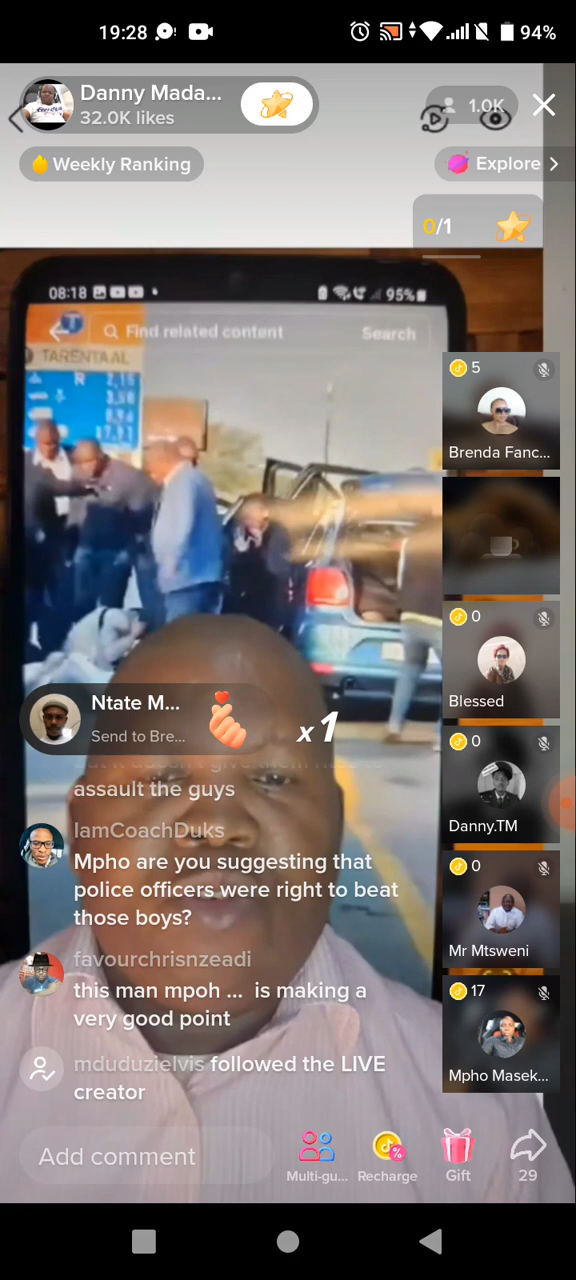 19:28
94%
Danny Mada...
32.0K likes
1.0K
Weekly Ranking
Explore
0/1
08:18
95%
Find related content
Search
TARENTAAL
5
Brenda Fanc...
0
Blessed
0
Danny.TM
0
Mr Mtsweni
17
Mpho Masek...
Ntate M...
Send to Bre...
x1
assault the guys
IamCoachDuks
Mpho are you suggesting that
police officers were right to beat
those boys?
favourchrisnzeadi
this man mpoh ... is making a
very good point
mduduzielvis followed the LIVE
creator
Add comment
Multi-gu...
Recharge
Gift
29